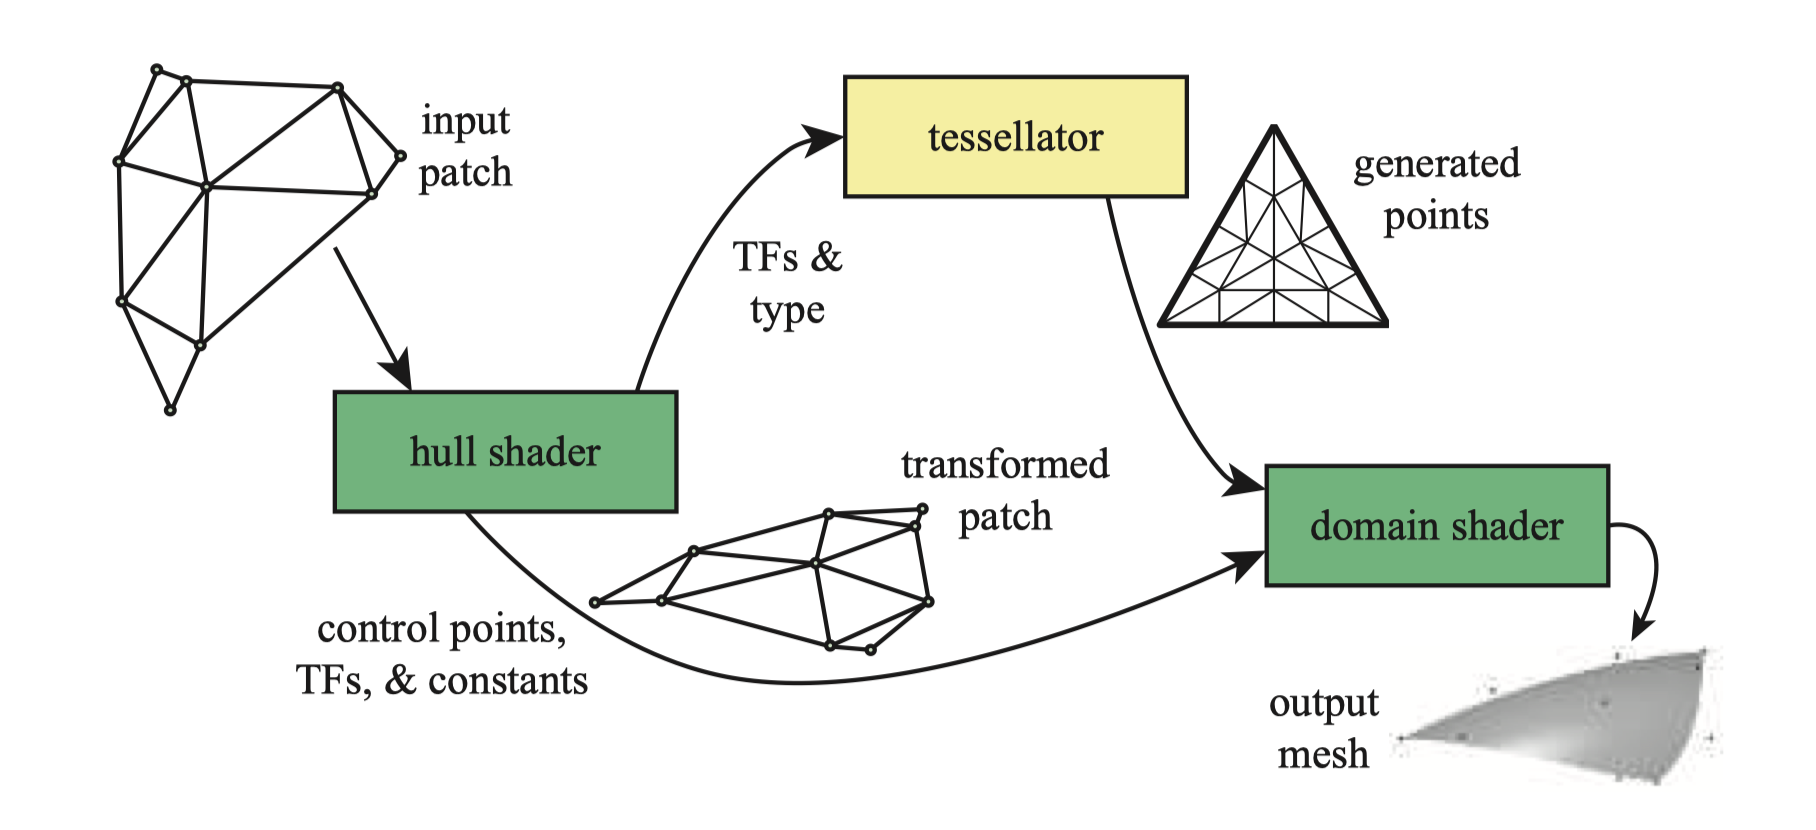 input
patch
tessellator
generated
points
TFs &
type
hull shader
transformed
patch
domain shader
control points,
TFs, & constants
output
mesh